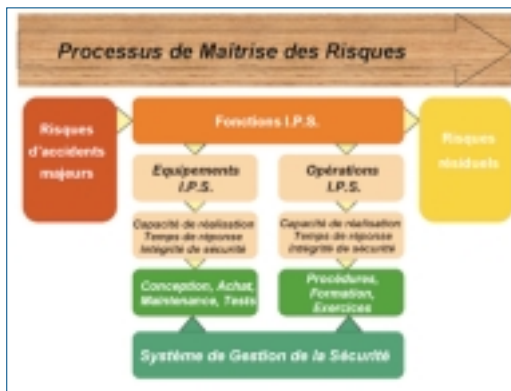 Processus de Maîtrise des Risques
Risques
d'accidents
majeurs
Fonctions I.P.S.
Risques
résiduels
Equipements
I.P.S.
Opérations
I.P.S.
Capacité de réalisation
Temps de réponse
Intégrité de sécurité
Capacité de réalisation
Temps de réponse
Intégrité de sécurité
Conception, Achat,
Maintenance, Tests
Procédures,
Formation,
Exercices
Système de Gestion de la Sécurité